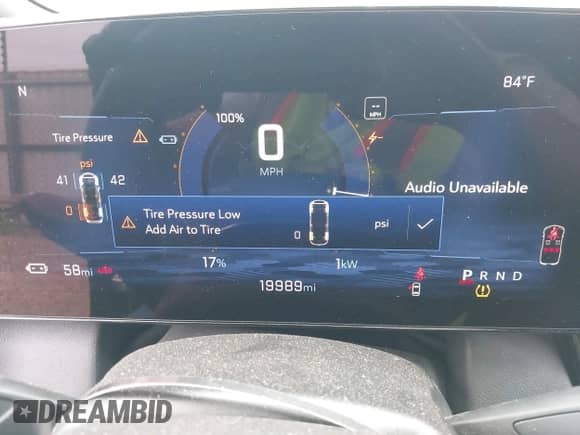 N
84°F
100%
--
MPH
Tire Pressure
0
MPH
psi
41 42
0
Audio Unavailable
Tire Pressure Low
Add Air to Tire
0 psi
58mi
17%
1kW
P R N D
19989mi
DREAMBID